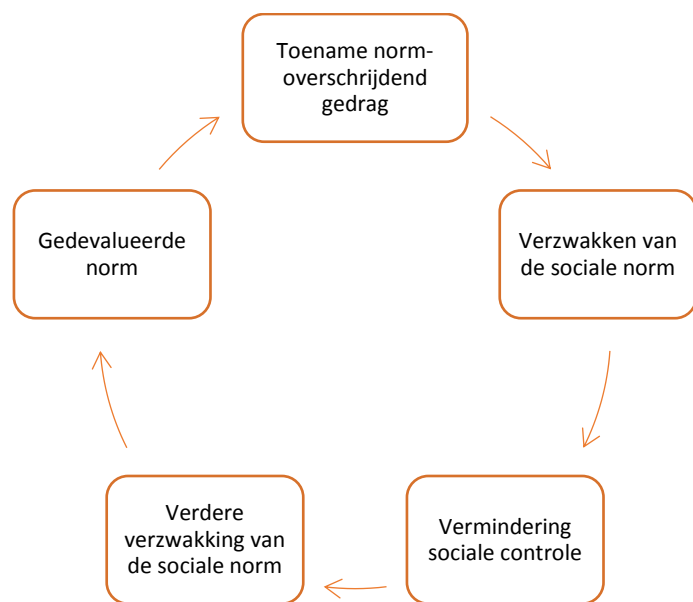 Toename norm-
overschrijdend
gedrag
Verzwakken van
de sociale norm
Vermindering
sociale controle
Verdere
verzwakking van
de sociale norm
Gedevalueerde
norm